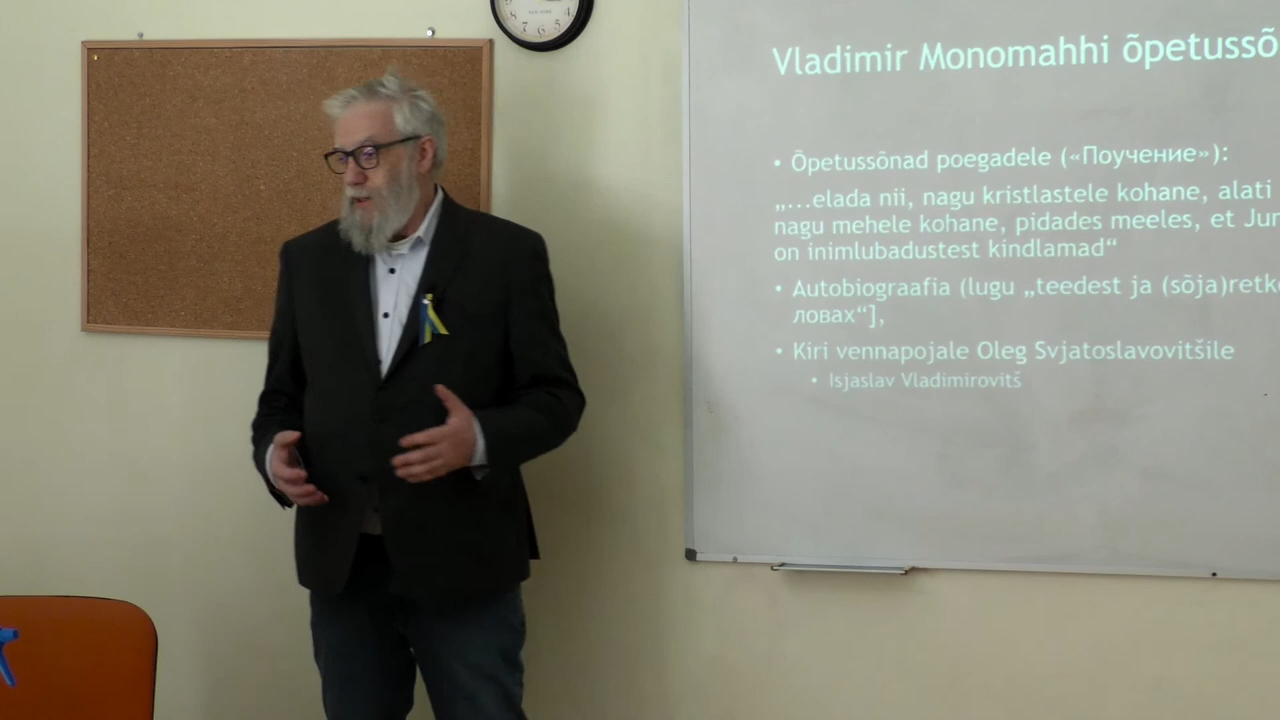 Vladimir Monomahhi õpetussõ
• Õpetussõnad poegadele («Поучение»):
„...elada nii, nagu kristlastele kohane, alati
nagu mehele kohane, pidades meeles, et Jur
on inimlubadustest kindlamad“
• Autobiograafia (lugu „teedest ja (sõja)retke
ловах“],
• Kiri vennapojale Oleg Svjatoslavovitšile
• Isjaslav Vladimirovitš